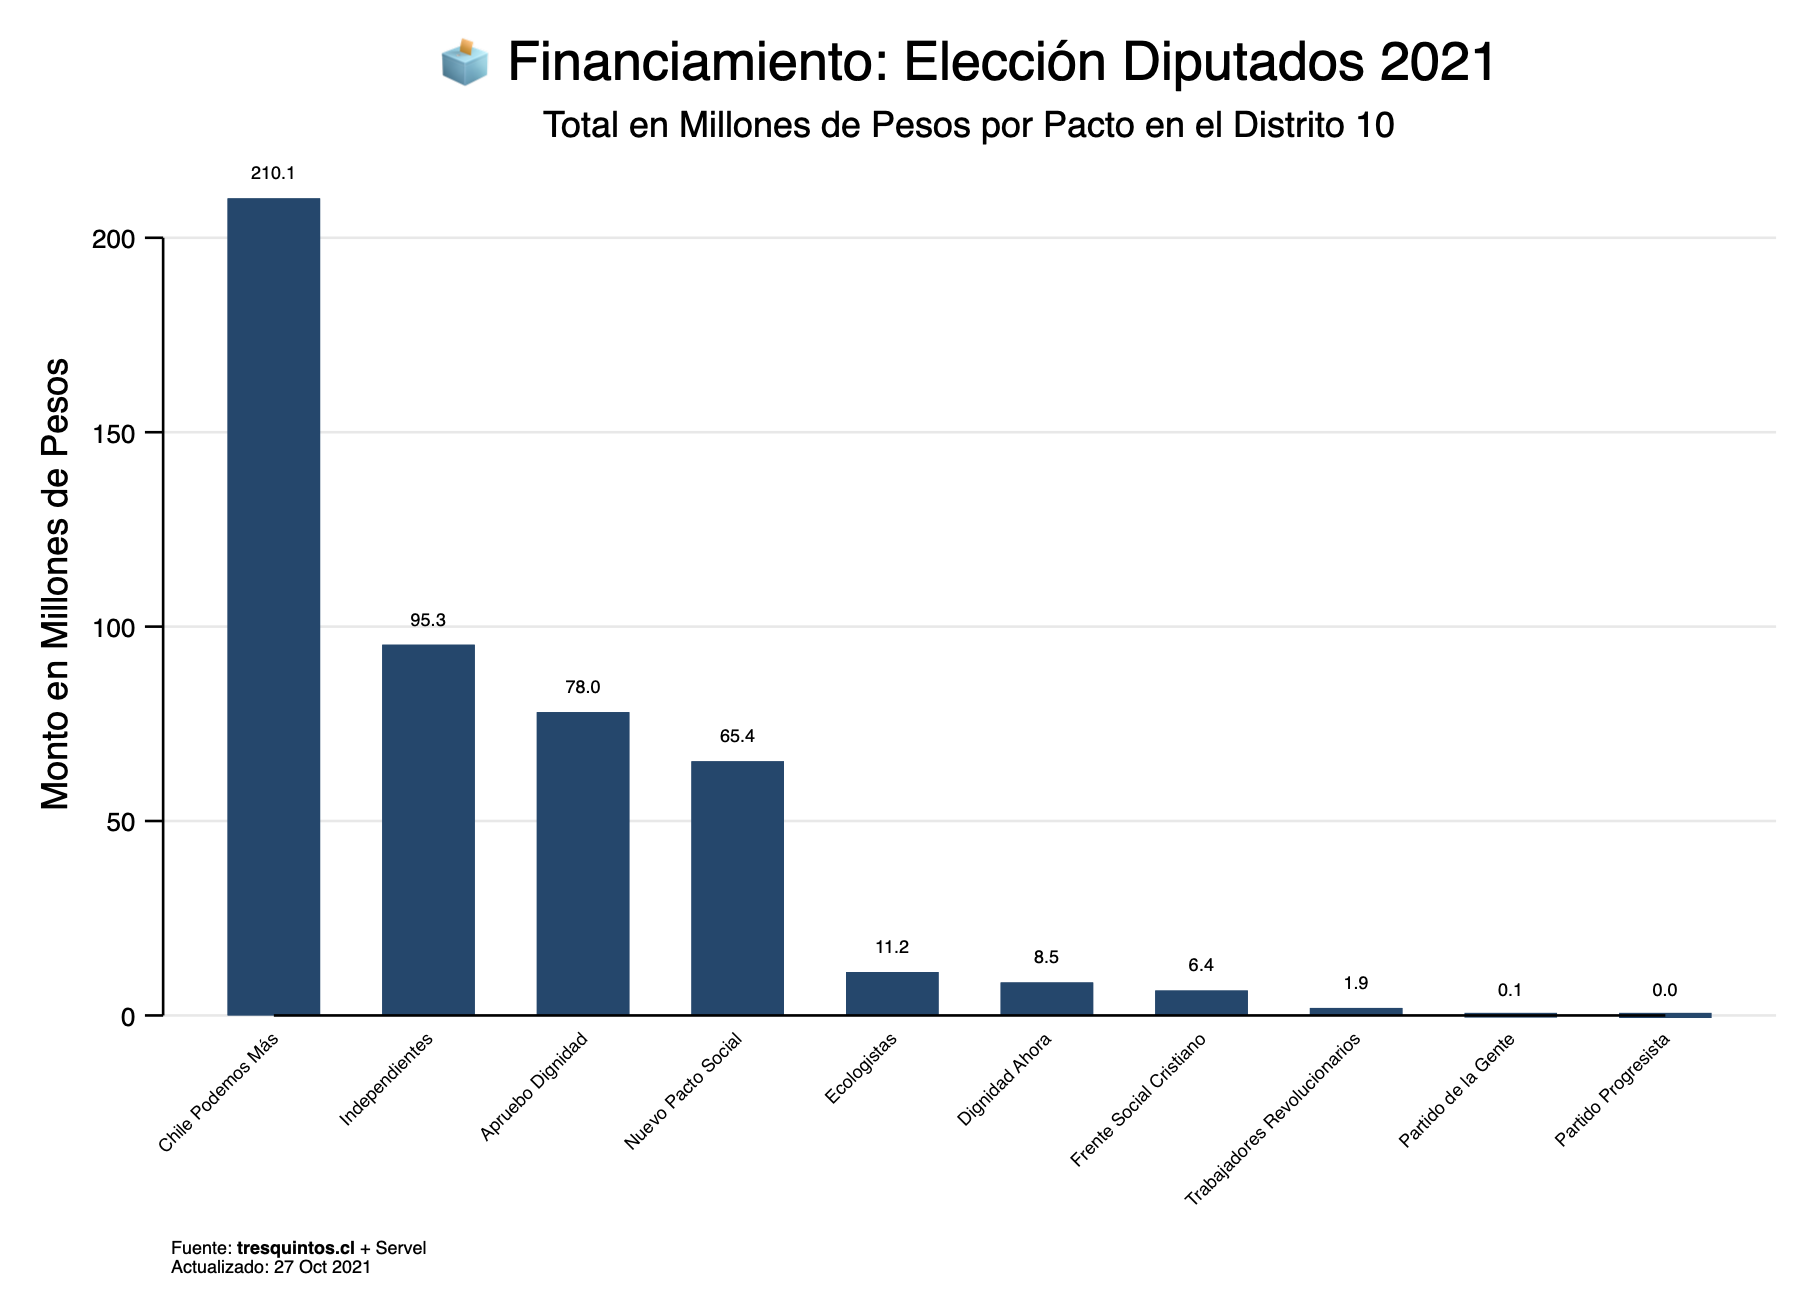 Financiamiento: Elección Diputados 2021
Total en Millones de Pesos por Pacto en el Distrito 10
Monto en Millones de Pesos
200
150
100
50
0
210.1
95.3
78.0
65.4
11.2
8.5
6.4
1.9
0.1
0.0
Chile Podemos Más
Independientes
Apruebo Dignidad
Nuevo Pacto Social
Ecologistas
Dignidad Ahora
Frente Social Cristiano
Trabajadores Revolucionarios
Partido de la Gente
Partido Progresista
Fuente: tresquintos.cl + Servel
Actualizado: 27 Oct 2021